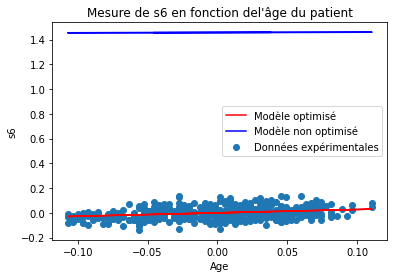 Mesure de s6 en fonction del'âge du patient
1.4
1.2
1.0
0.8
0.6
0.4
0.2
0.0
−0.2
s6
Modèle optimisé
Modèle non optimisé
Données expérimentales
−0.10
−0.05
0.00
0.05
0.10
Age